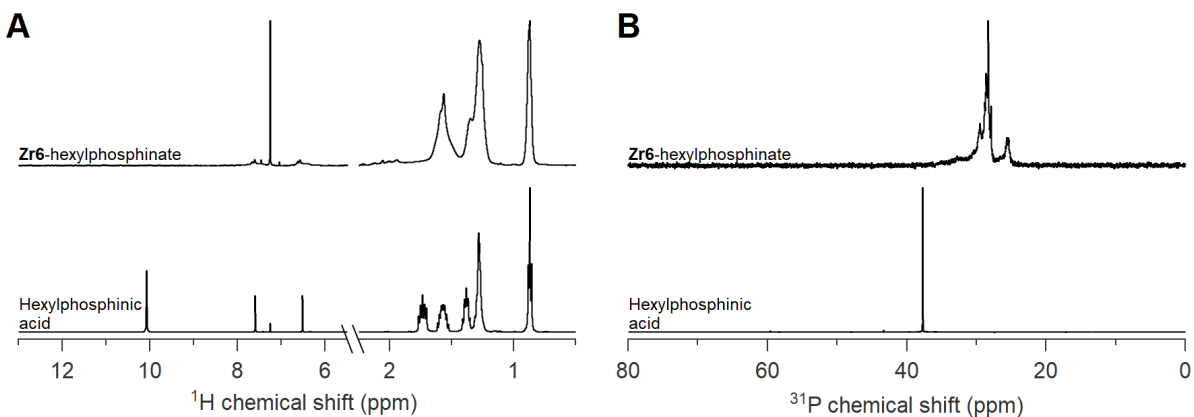 A
Zr6-hexylphosphinate
Hexylphosphinic
acid
12 10 8 6 2 1
¹H chemical shift (ppm)
B
Zr6-hexylphosphinate
Hexylphosphinic
acid
80 60 40 20 0
³¹P chemical shift (ppm)